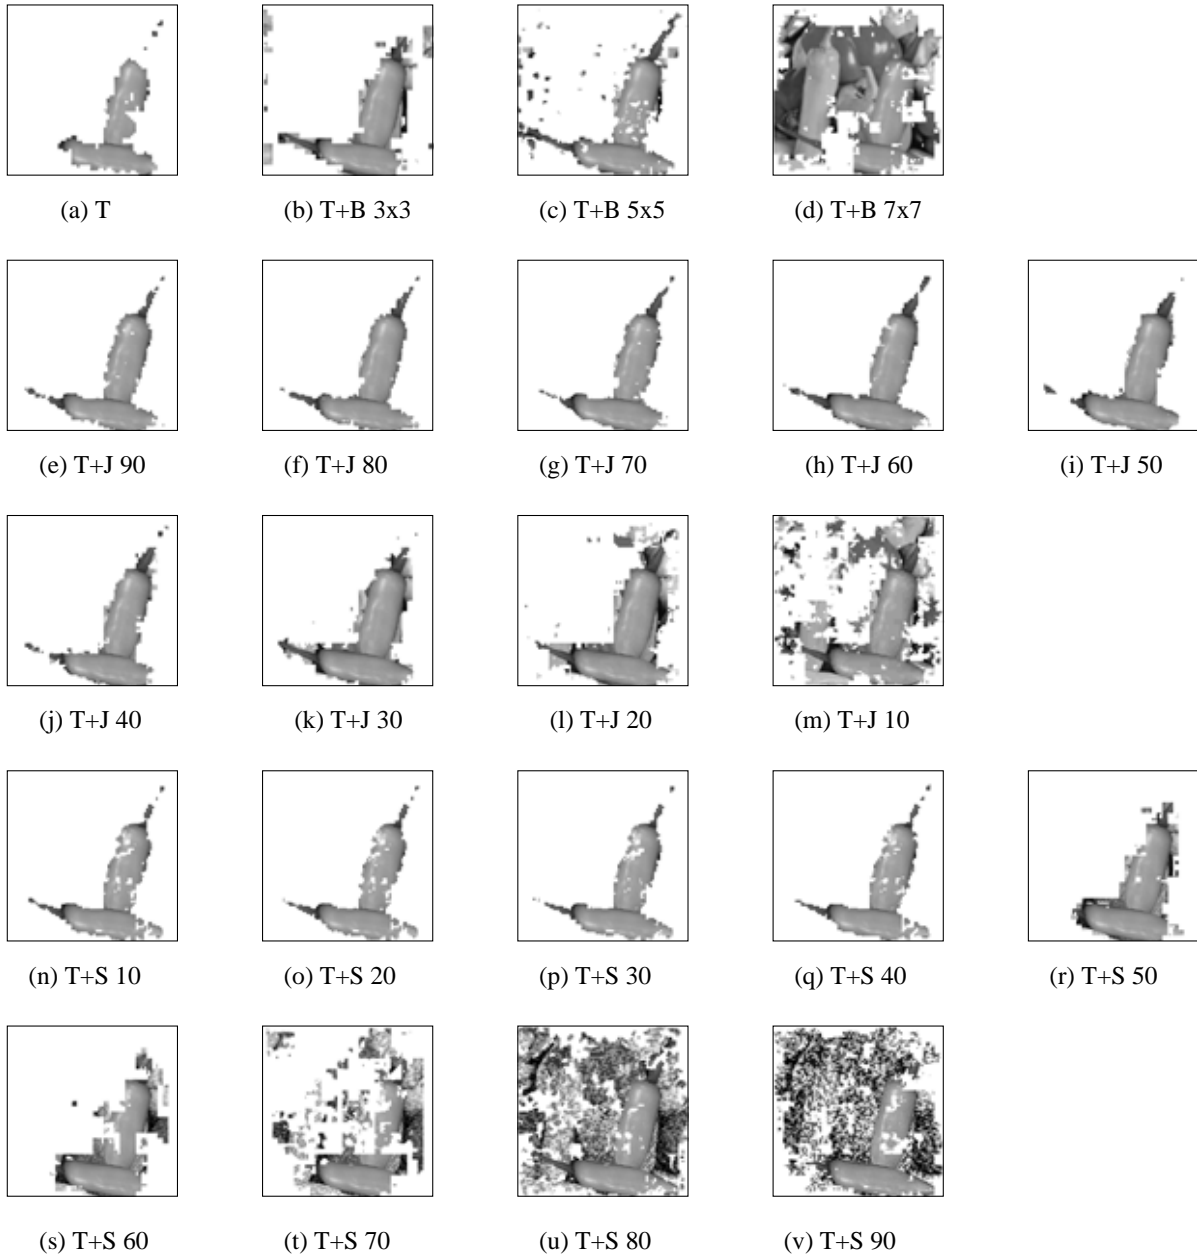 (a) T (b) T+B 3x3 (c) T+B 5x5 (d) T+B 7x7
(e) T+J 90 (f) T+J 80 (g) T+J 70 (h) T+J 60 (i) T+J 50
(j) T+J 40 (k) T+J 30 (l) T+J 20 (m) T+J 10
(n) T+S 10 (o) T+S 20 (p) T+S 30 (q) T+S 40 (r) T+S 50
(s) T+S 60 (t) T+S 70 (u) T+S 80 (v) T+S 90